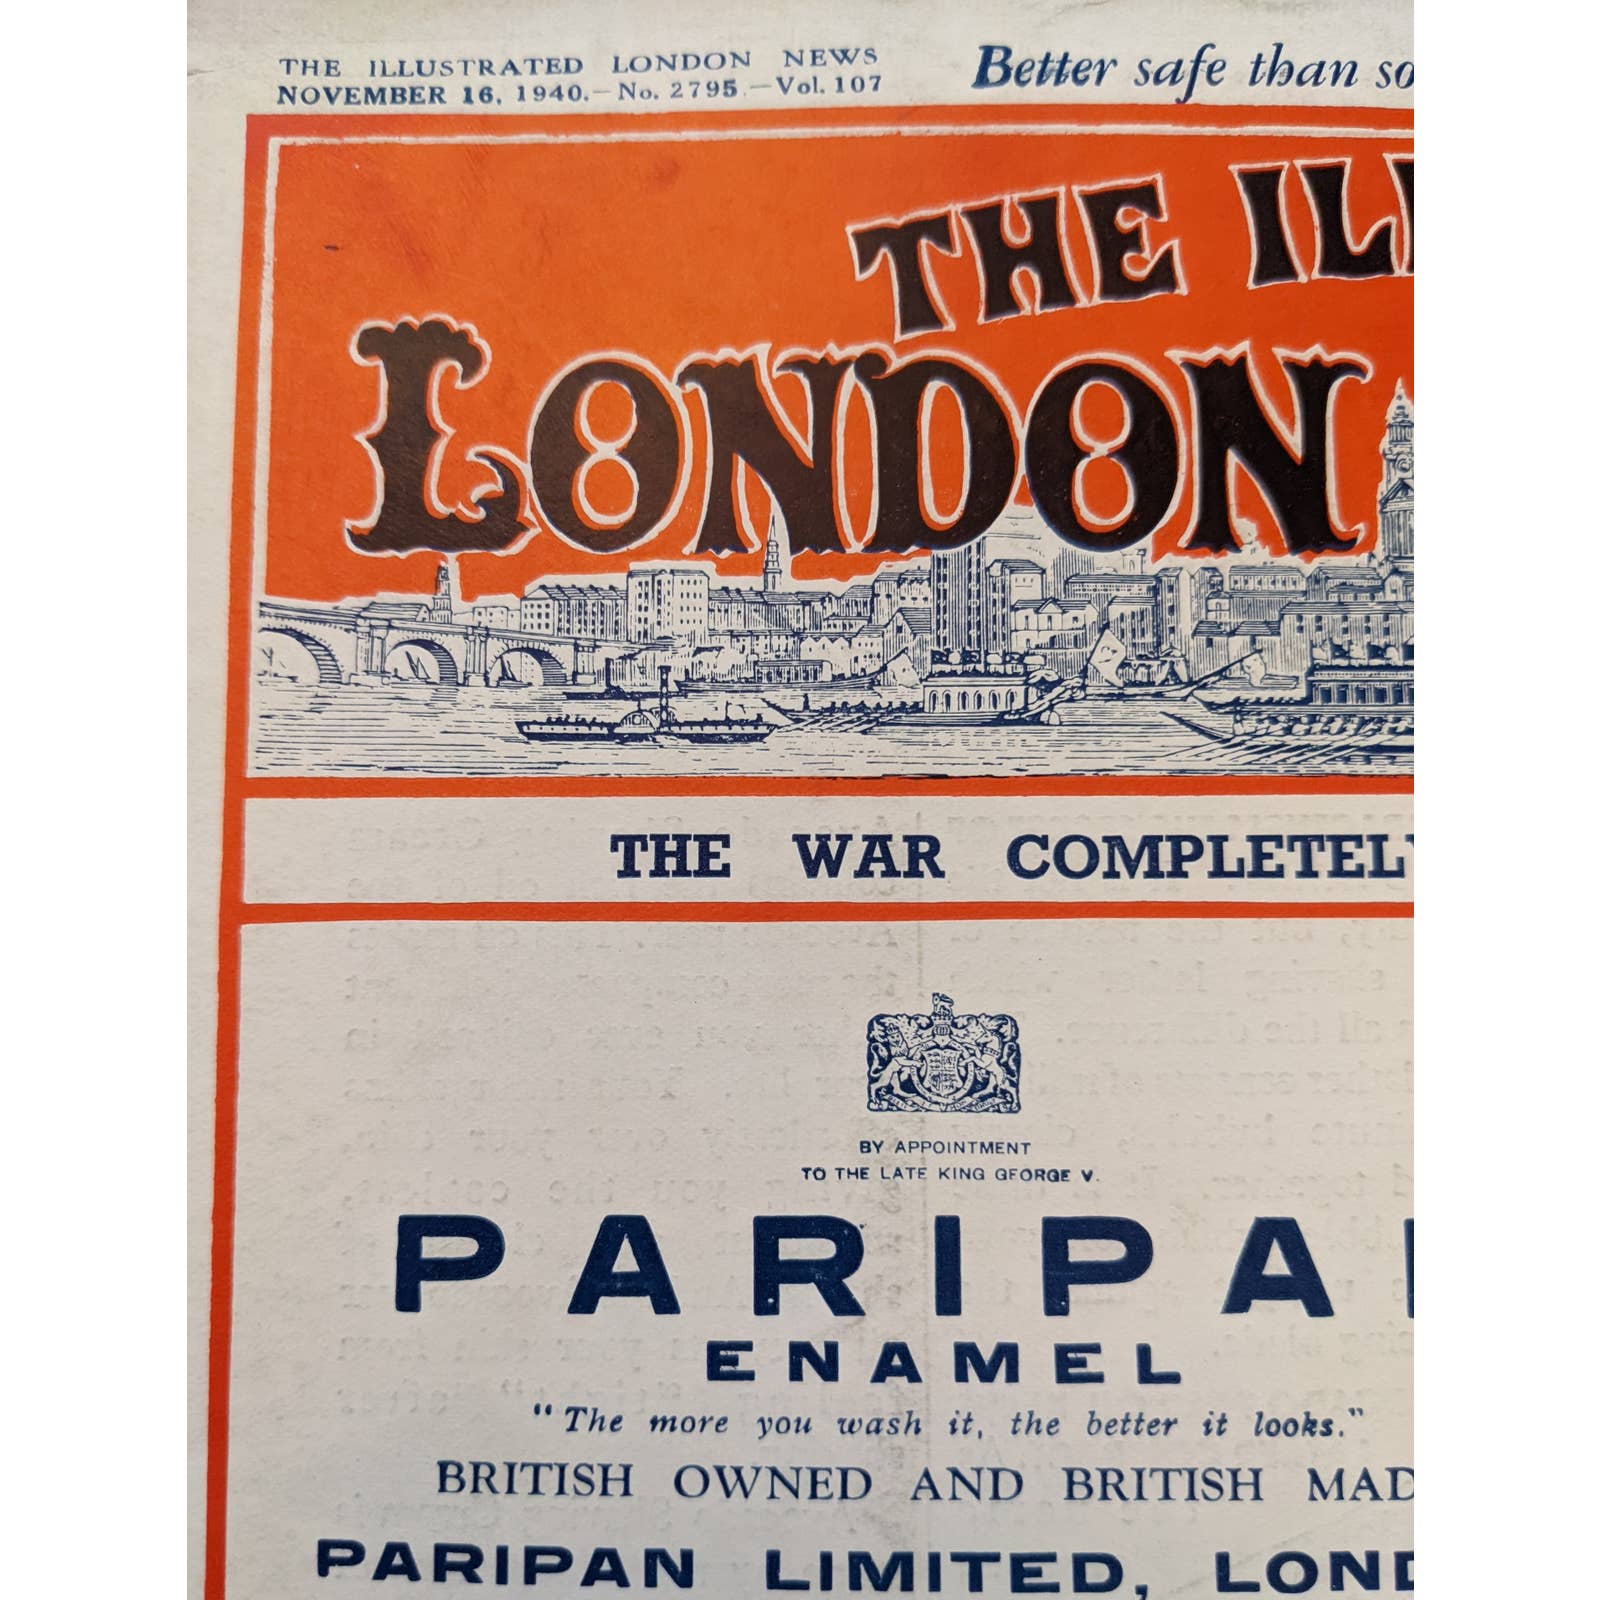 THE ILLUSTRATED LONDON NEWS
NOVEMBER 16, 1940.—No. 2795.—Vol. 107
Better safe than so
THE IL
LONDON
THE WAR COMPLETELY
BY APPOINTMENT
TO THE LATE KING GEORGE V.
PARIPA
ENAMEL
"The more you wash it, the better it looks."
BRITISH OWNED AND BRITISH MAD
PARIPAN LIMITED, LOND